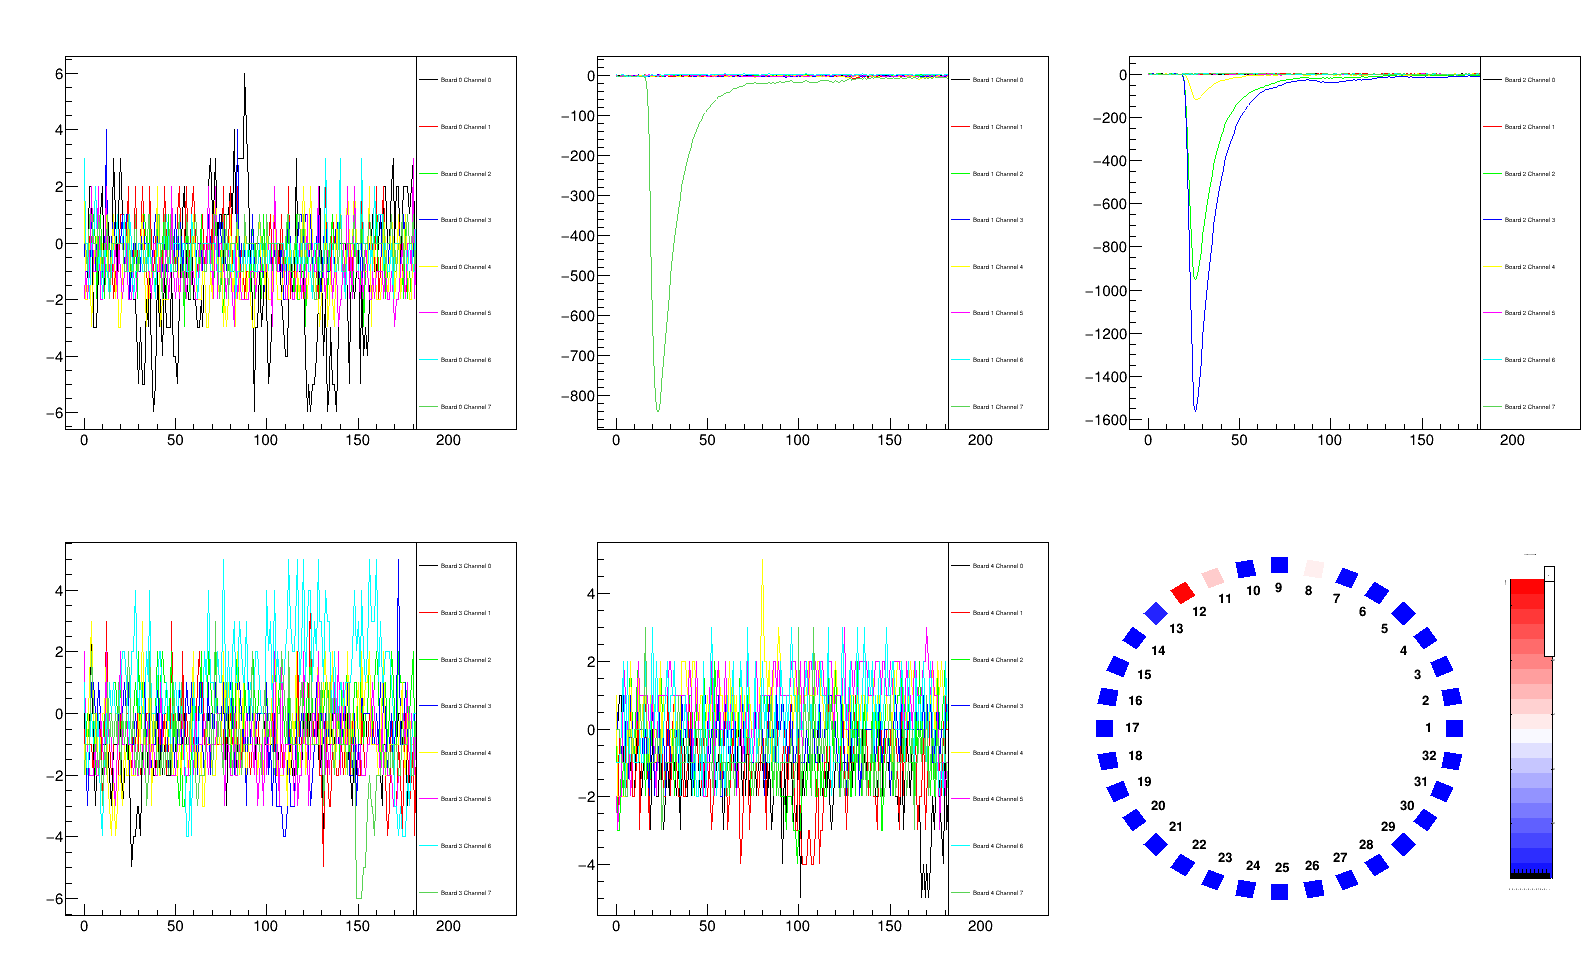 6
4
2
0
−2
−4
−6
0 50 100 150 200
Board 0 Channel 0
Board 0 Channel 1
Board 0 Channel 2
Board 0 Channel 3
Board 0 Channel 4
Board 0 Channel 5
Board 0 Channel 6
Board 0 Channel 7
0
−100
−200
−300
−400
−500
−600
−700
−800
0 50 100 150 200
Board 1 Channel 0
Board 1 Channel 1
Board 1 Channel 2
Board 1 Channel 3
Board 1 Channel 4
Board 1 Channel 5
Board 1 Channel 6
Board 1 Channel 7
0
−200
−400
−600
−800
−1000
−1200
−1400
−1600
0 50 100 150 200
Board 2 Channel 0
Board 2 Channel 1
Board 2 Channel 2
Board 2 Channel 3
Board 2 Channel 4
Board 2 Channel 5
Board 2 Channel 6
Board 2 Channel 7
4
2
0
−2
−4
−6
0 50 100 150 200
Board 3 Channel 0
Board 3 Channel 1
Board 3 Channel 2
Board 3 Channel 3
Board 3 Channel 4
Board 3 Channel 5
Board 3 Channel 6
Board 3 Channel 7
4
2
0
−2
−4
0 50 100 150 200
Board 4 Channel 0
Board 4 Channel 1
Board 4 Channel 2
Board 4 Channel 3
Board 4 Channel 4
Board 4 Channel 5
Board 4 Channel 6
Board 4 Channel 7
1
2
3
4
5
6
7
8
9
10
11
12
13
14
15
16
17
18
19
20
21
22
23
24
25
26
27
28
29
30
31
32